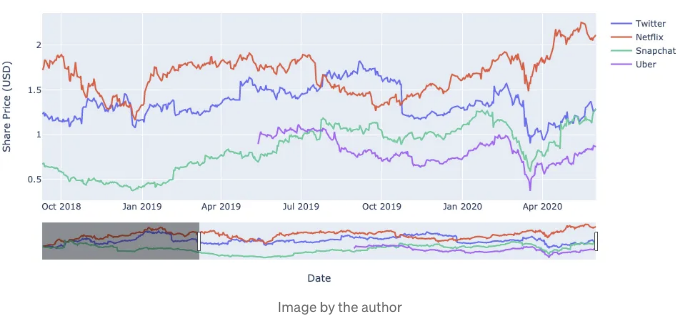 Twitter
Netflix
Snapchat
Uber
Share Price (USD)
2
1.5
1
0.5
Oct 2018 Jan 2019 Apr 2019 Jul 2019 Oct 2019 Jan 2020 Apr 2020
Date
Image by the author